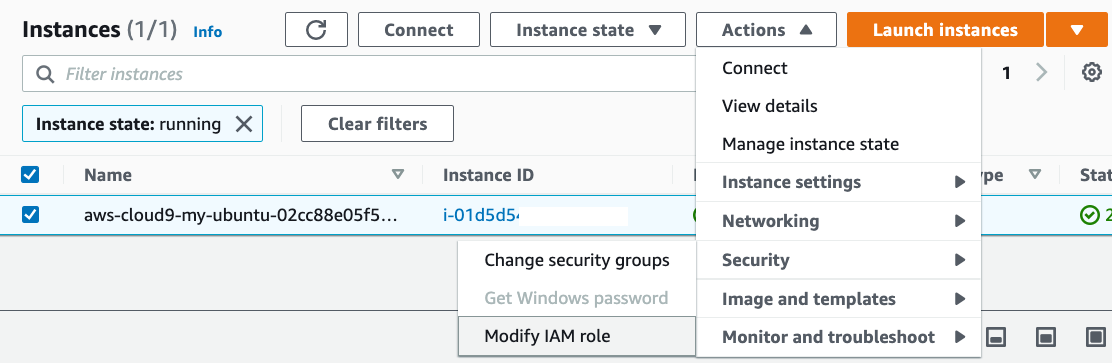 Instances (1/1) Info
Connect
Instance state
Actions
Launch instances
Filter instances
1
Instance state: running
Clear filters
Connect
View details
Manage instance state
Instance settings
Networking
Security
Image and templates
Monitor and troubleshoot
Name
Instance ID
ype
Stat
aws-cloud9-my-ubuntu-02cc88e05f5...
i-01d5d54
2
Change security groups
Get Windows password
Modify IAM role